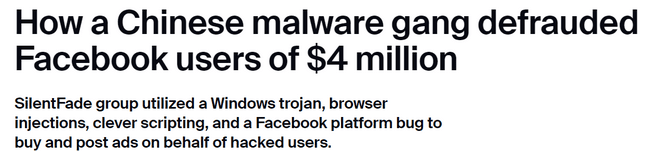 How a Chinese malware gang defrauded
Facebook users of $4 million
SilentFade group utilized a Windows trojan, browser
injections, clever scripting, and a Facebook platform bug to
buy and post ads on behalf of hacked users.